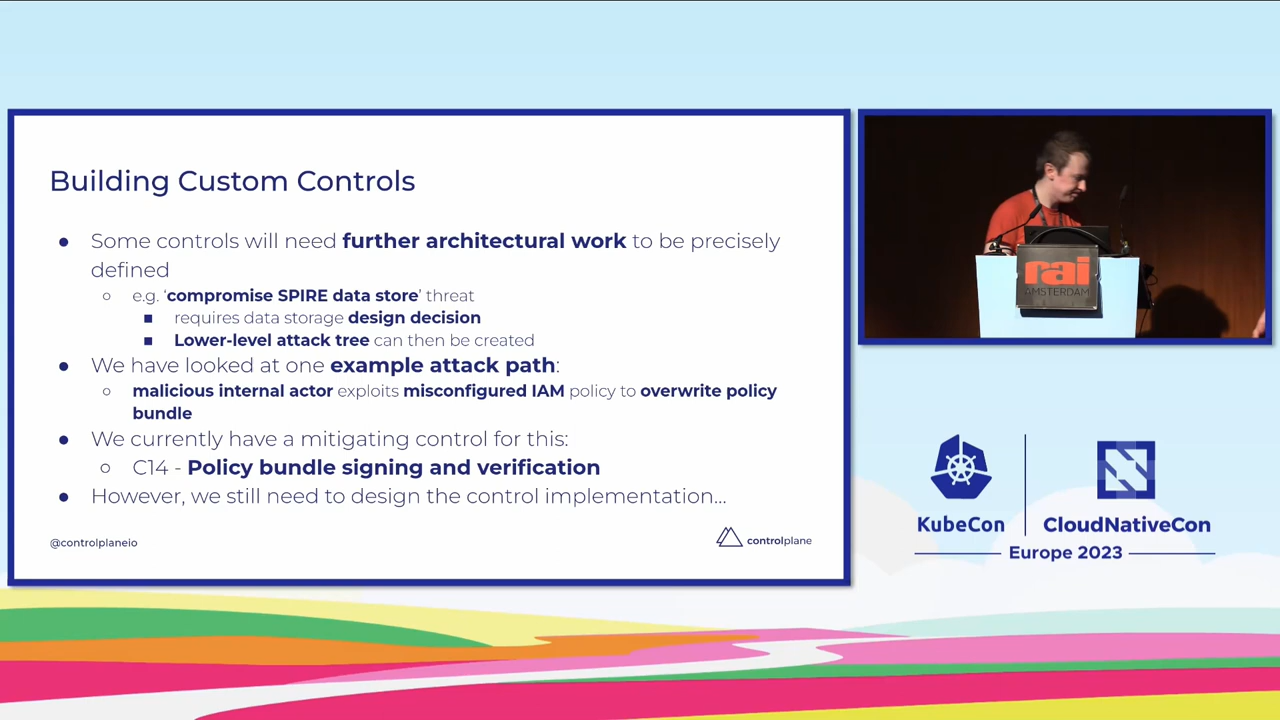 Building Custom Controls
● Some controls will need further architectural work to be precisely
defined
○ e.g. ‘compromise SPIRE data store’ threat
■ requires data storage design decision
■ Lower-level attack tree can then be created
● We have looked at one example attack path:
○ malicious internal actor exploits misconfigured IAM policy to overwrite policy
bundle
● We currently have a mitigating control for this:
○ C14 - Policy bundle signing and verification
● However, we still need to design the control implementation...
@controlplaneio
controlplane
rai
AMSTERDAM
KubeCon
CloudNativeCon
Europe 2023